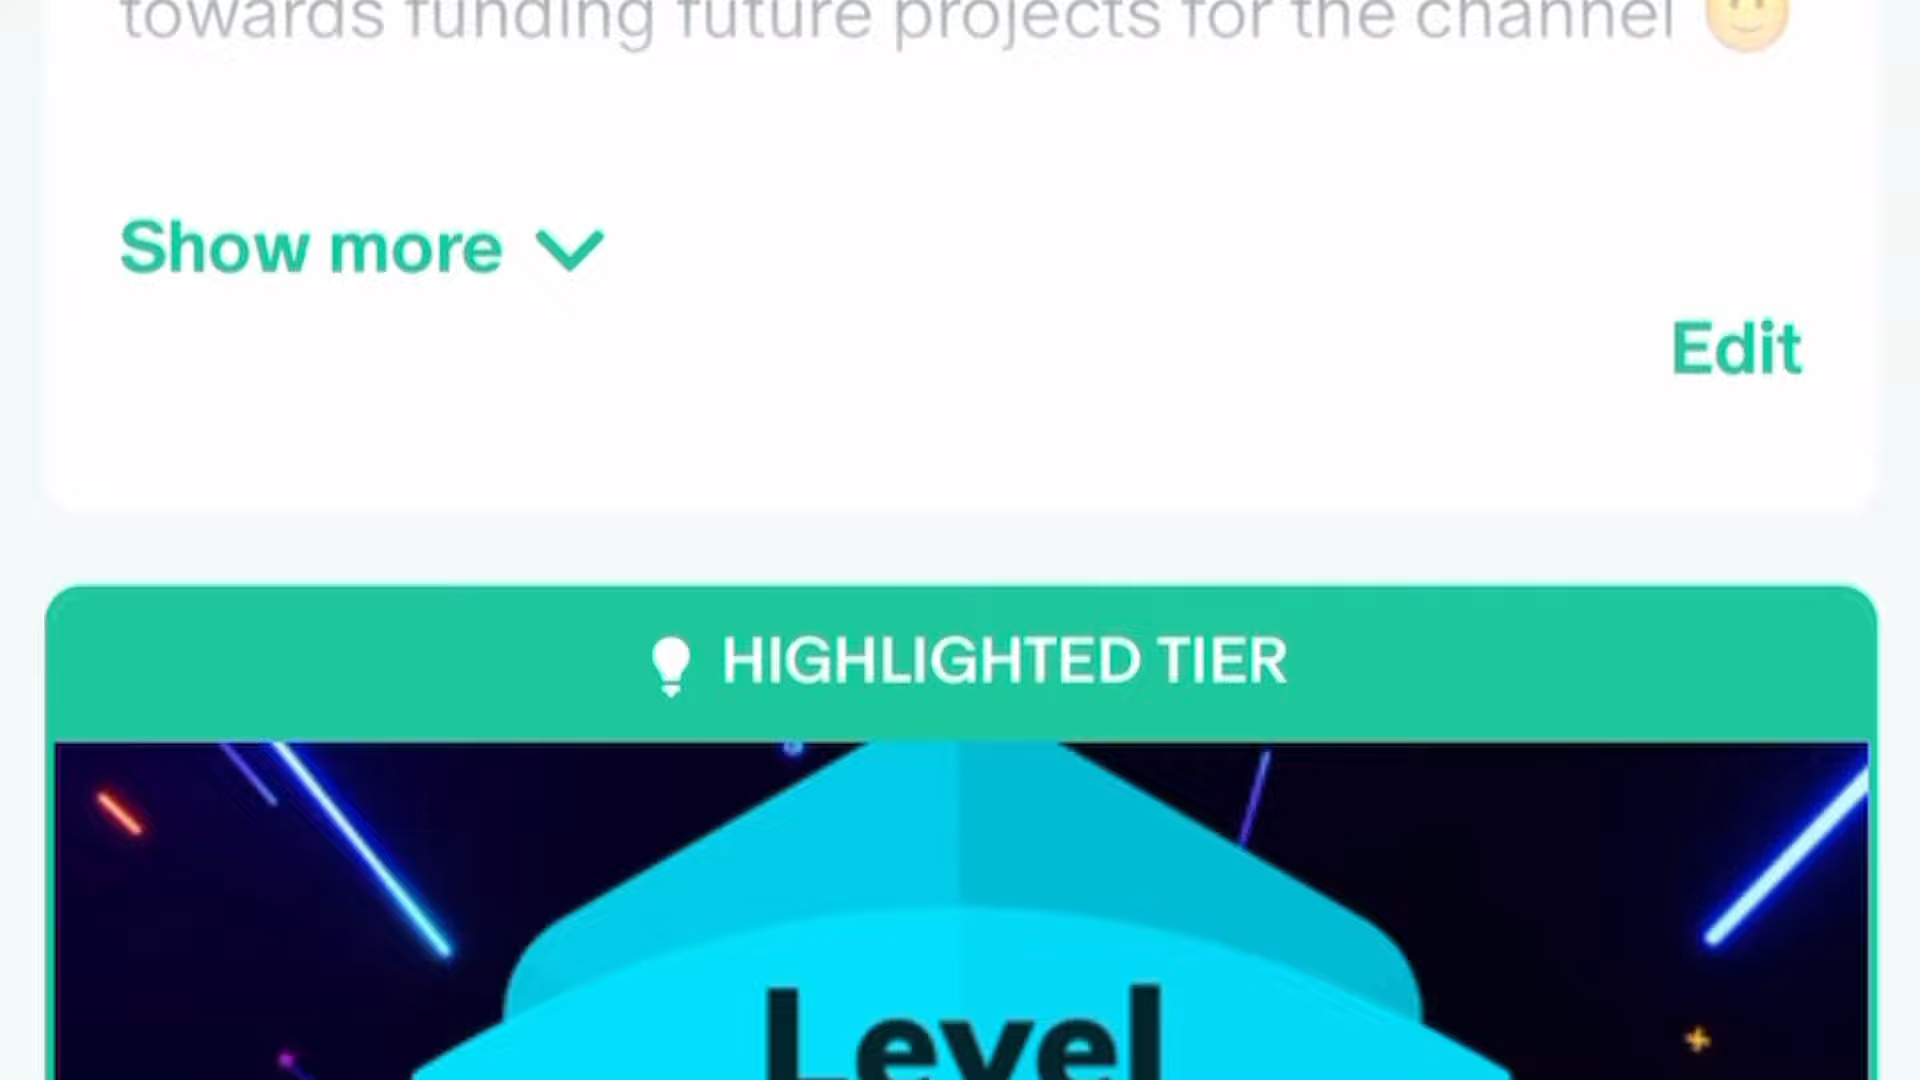 towards funding future projects for the channel 🙂
Show more
Edit
HIGHLIGHTED TIER
Level